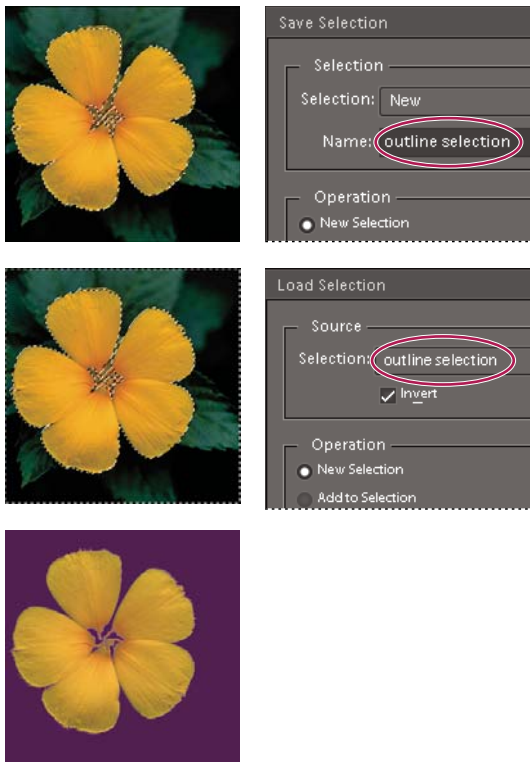 Save Selection
Selection
Selection: New
Name: outline selection
Operation
New Selection
Load Selection
Source
Selection: outline selection
Invert
Operation
New Selection
Add to Selection